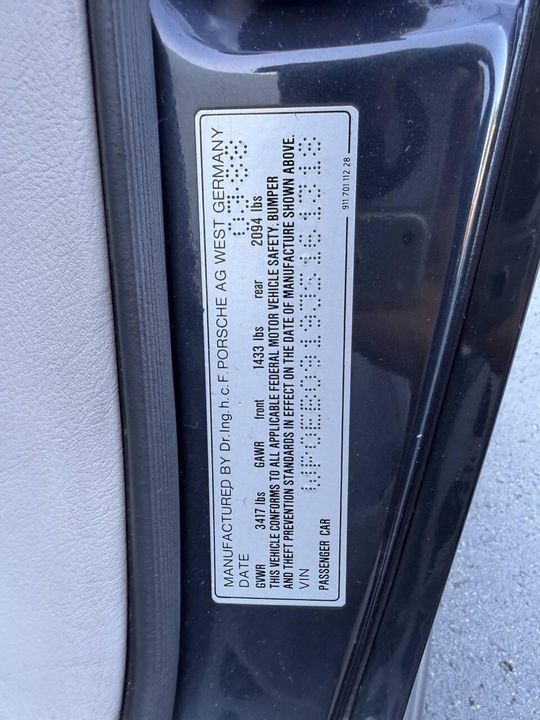 MANUFACTURED BY Dr.Ing.h.c.F.PORSCHE AG WEST GERMANY
DATE
GVWR 3417 lbs GAWR front 1433 lbs rear 2094 lbs
THIS VEHICLE CONFORMS TO ALL APPLICABLE FEDERAL MOTOR VEHICLE SAFETY, BUMPER
AND THEFT PREVENTION STANDARDS IN EFFECT ON THE DATE OF MANUFACTURE SHOWN ABOVE.
VIN WP0EB0919JS161318
PASSENGER CAR 911 701 112 28